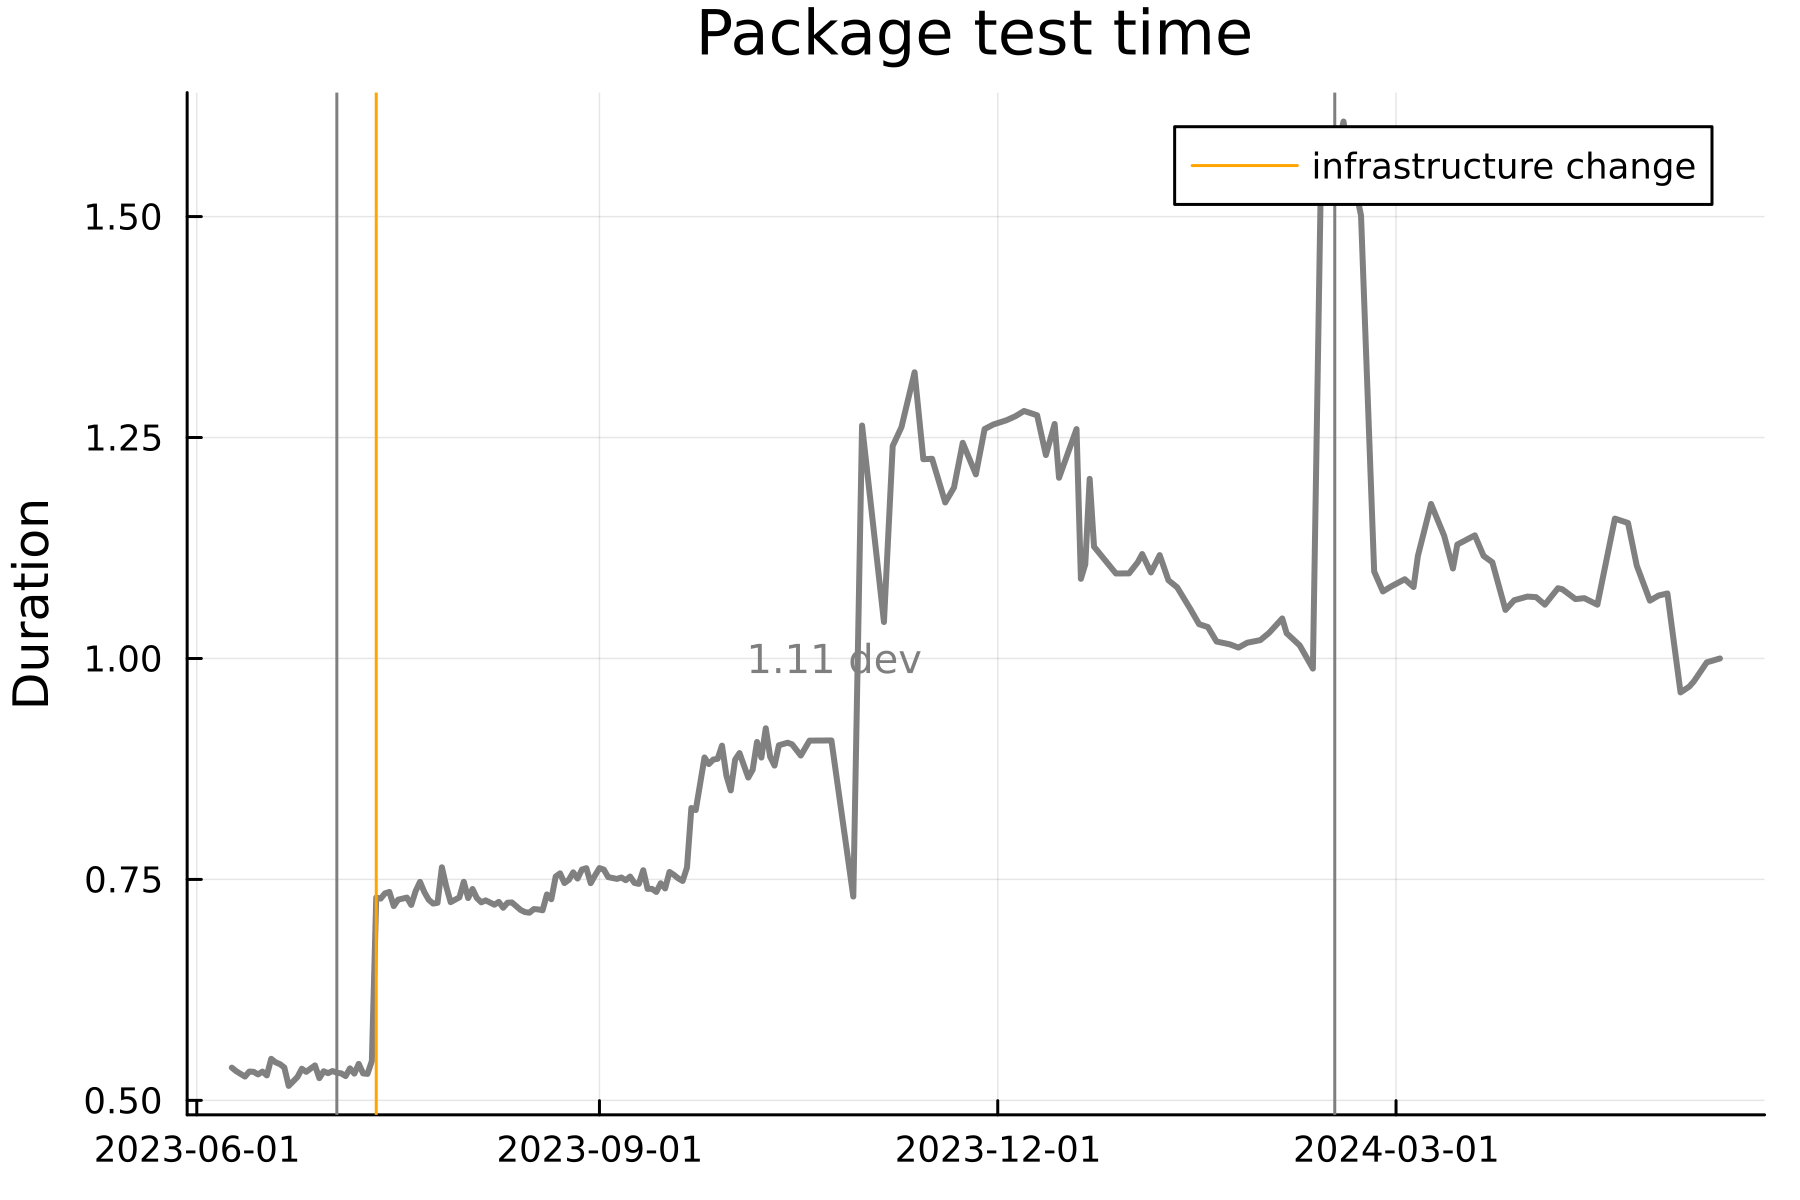 Package test time
infrastructure change
1.50
1.25
1.00
0.75
0.50
Duration
1.11 dev
2023-06-01
2023-09-01
2023-12-01
2024-03-01